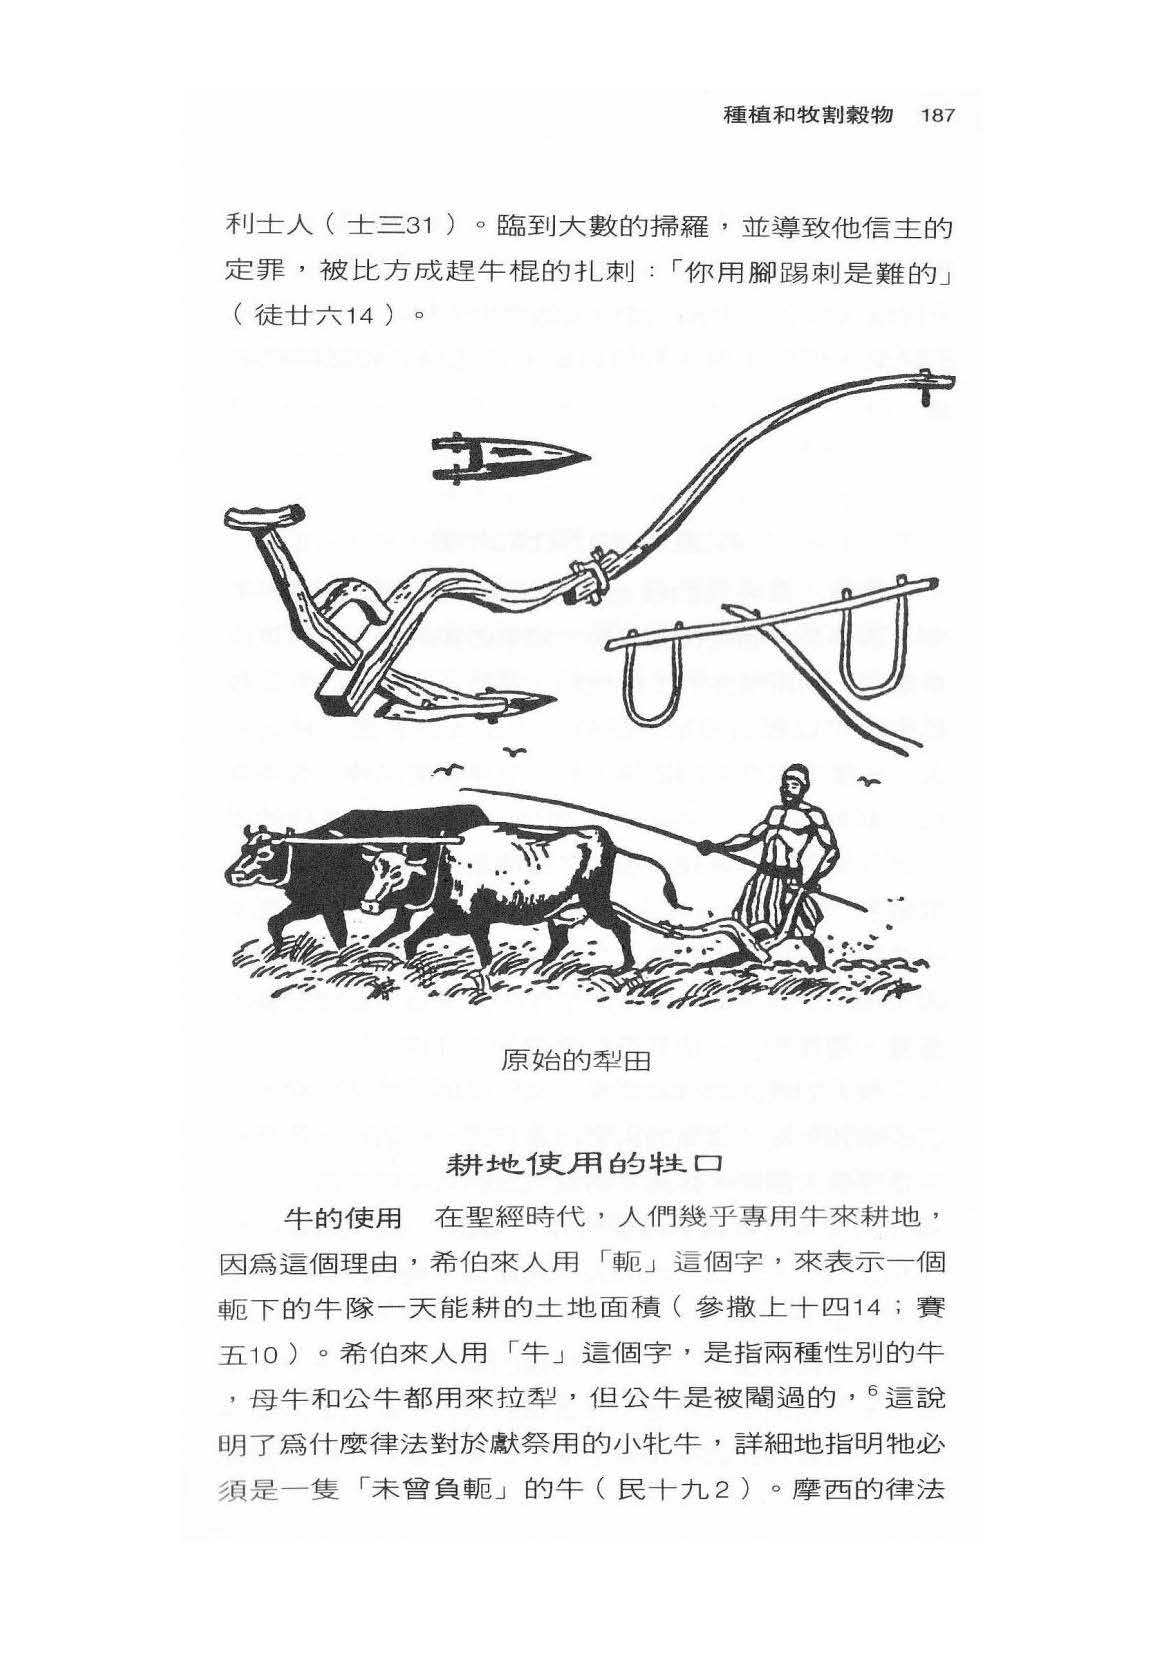 種植和牧割穀物 187
利士人（士三31）。臨到大數的掃羅，並導致他信主的
定罪，被比方成趕牛棍的扎刺：「你用腳踢刺是難的」
（徒廿六14）。
原始的犁田
耕地使用的牲口
牛的使用 在聖經時代，人們幾乎專用牛來耕地，
因爲這個理由，希伯來人用「軛」這個字，來表示一個
軛下的牛隊一天能耕的土地面積（參撒上十四14；賽
五10）。希伯來人用「牛」這個字，是指兩種性別的牛
，母牛和公牛都用來拉犁，但公牛是被閹過的，6這說
明了爲什麼律法對於獻祭用的小牝牛，詳細地指明牠必
須是一隻「未曾負軛」的牛（民十九2）。摩西的律法